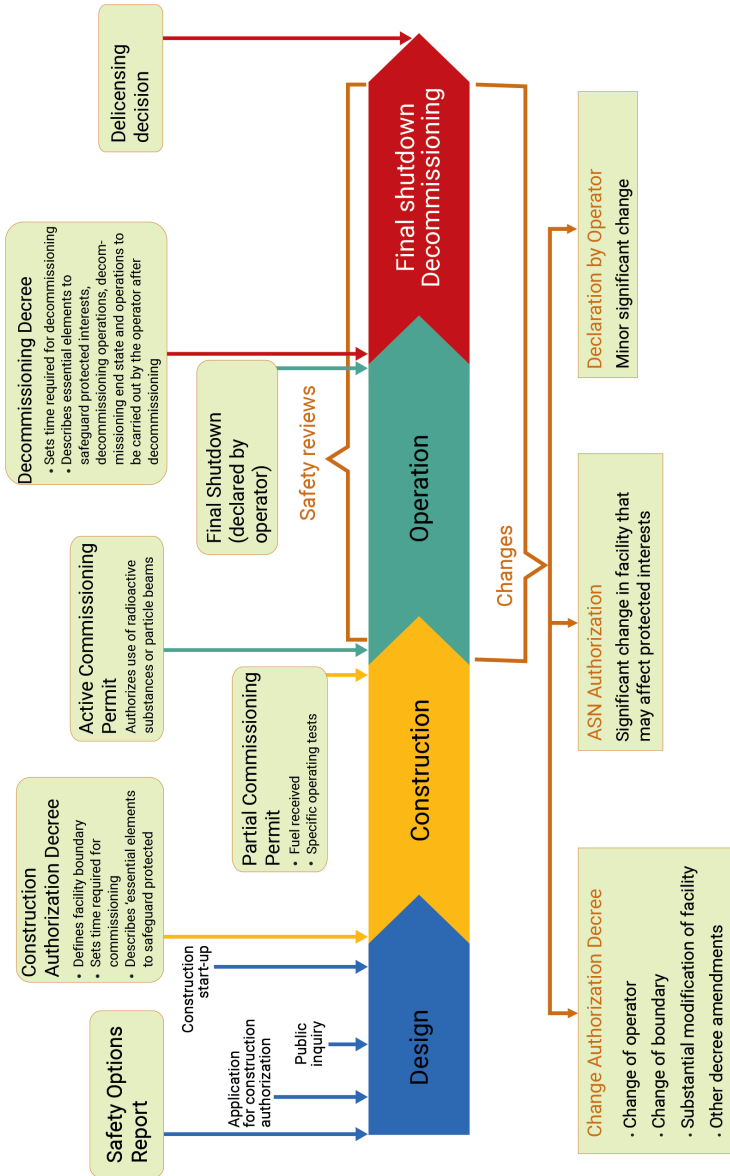 Safety Options
Report
Application
for construction
authorization
Public
inquiry
Construction
start-up
Construction
Authorization Decree
• Defines facility boundary
• Sets time required for
commissioning
• Describes ‘essential elements
to safeguard protected
Partial Commissioning
Permit
• Fuel received
• Specific operating tests
Active Commissioning
Permit
Authorizes use of radioactive
substances or particle beams
Final Shutdown
(declared by
operator)
Decommissioning Decree
• Sets time required for decommissioning
• Describes essential elements to
safeguard protected interests,
decommissioning operations, decom-
missioning end state and operations to
be carried out by the operator after
decommissioning
Delicensing
decision
Safety reviews
Design
Construction
Operation
Final shutdown
Decommissioning
Changes
Change Authorization Decree
• Change of operator
• Change of boundary
• Substantial modification of facility
• Other decree amendments
ASN Authorization
Significant change in facility that
may affect protected interests
Declaration by Operator
Minor significant change